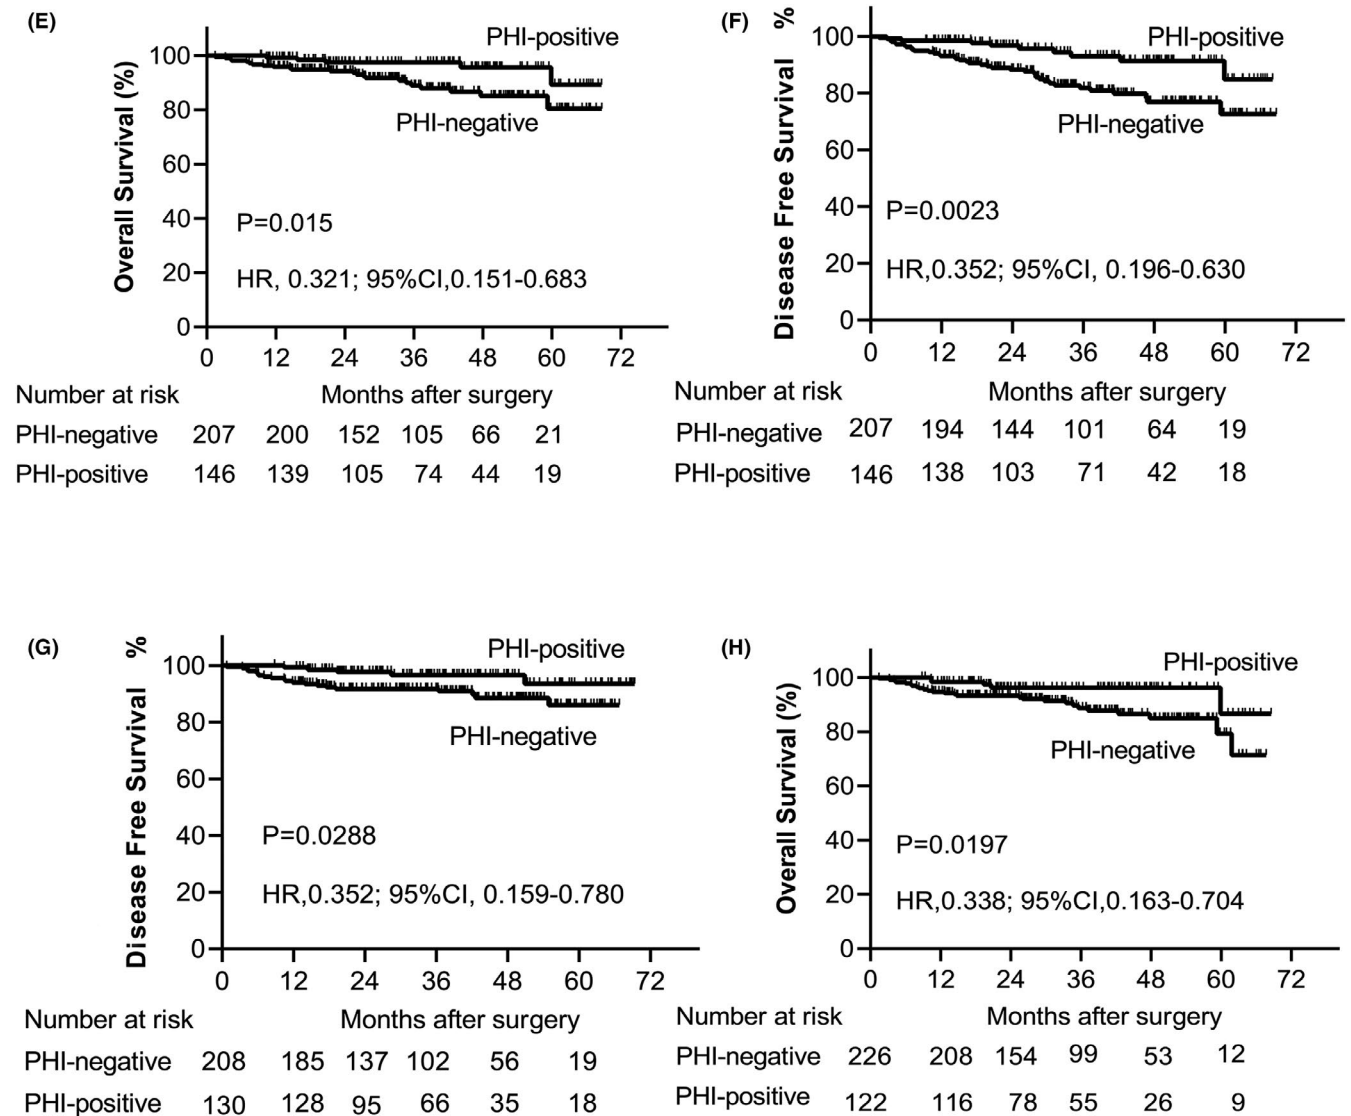 (E)
Overall Survival (%)
100
80
60
40
20
0
PHI-positive
PHI-negative
P=0.015
HR, 0.321; 95%CI,0.151-0.683
0 12 24 36 48 60 72
Number at risk Months after surgery
PHI-negative 207 200 152 105 66 21
PHI-positive 146 139 105 74 44 19
(F)
Disease Free Survival %
100
80
60
40
20
0
PHI-positive
PHI-negative
P=0.0023
HR,0.352; 95%CI, 0.196-0.630
0 12 24 36 48 60 72
Number at risk Months after surgery
PHI-negative 207 194 144 101 64 19
PHI-positive 146 138 103 71 42 18
(G)
Disease Free Survival %
100
80
60
40
20
0
PHI-positive
PHI-negative
P=0.0288
HR,0.352; 95%CI, 0.159-0.780
0 12 24 36 48 60 72
Number at risk Months after surgery
PHI-negative 208 185 137 102 56 19
PHI-positive 130 128 95 66 35 18
(H)
Overall Survival (%)
100
80
60
40
20
0
PHI-positive
PHI-negative
P=0.0197
HR,0.338; 95%CI,0.163-0.704
0 12 24 36 48 60 72
Number at risk Months after surgery
PHI-negative 226 208 154 99 53 12
PHI-positive 122 116 78 55 26 9